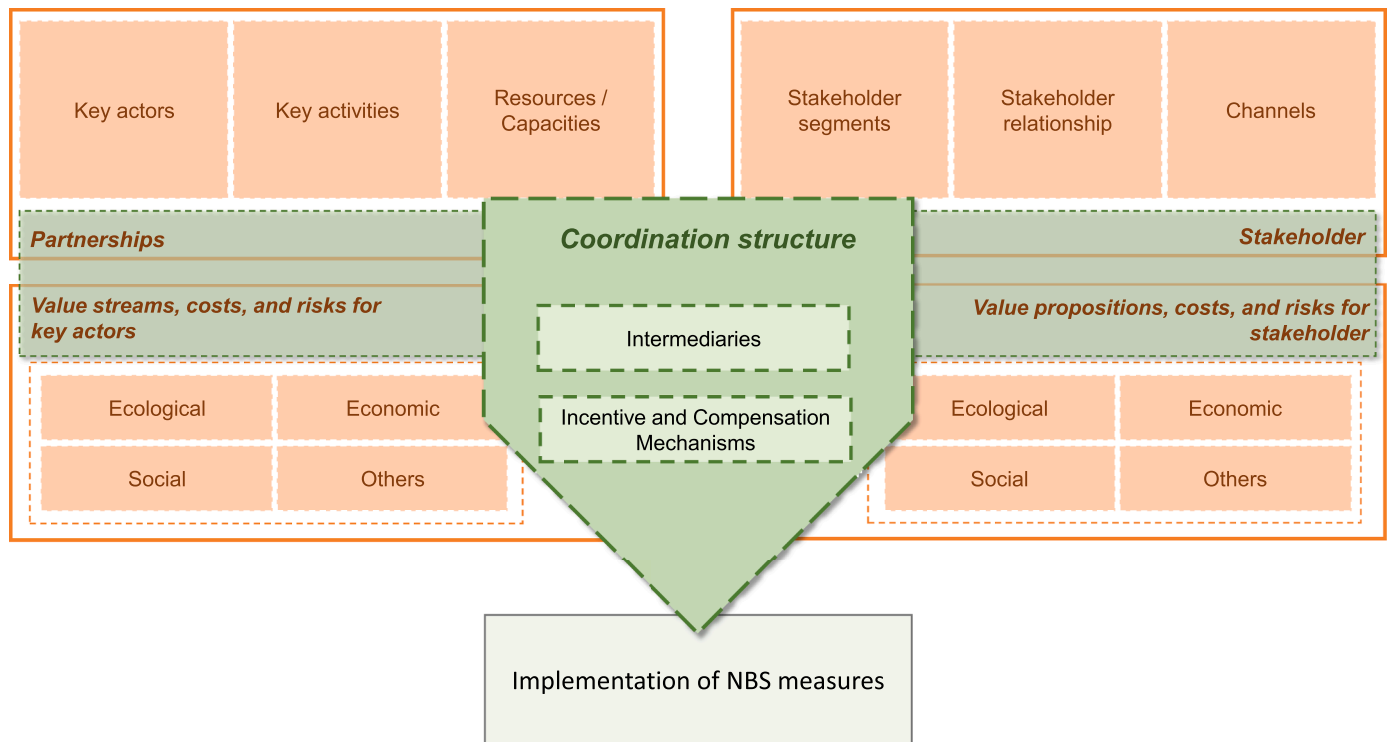 Key actors
Key activities
Resources /
Capacities
Stakeholder
segments
Stakeholder
relationship
Channels
Partnerships
Coordination structure
Stakeholder
Value streams, costs, and risks for
key actors
Intermediaries
Value propositions, costs, and risks for
stakeholder
Ecological
Economic
Social
Others
Incentive and Compensation
Mechanisms
Ecological
Economic
Social
Others
Implementation of NBS measures